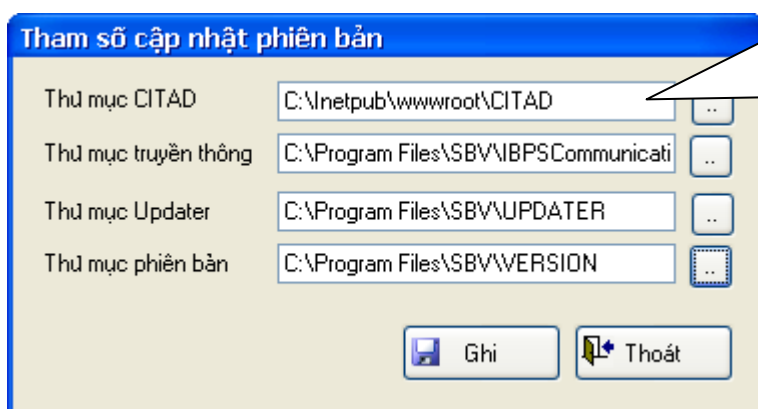 Tham số cập nhật phiên bản
Thư mục CITAD C:\Inetpub\wwwroot\CITAD ..
Thư mục truyền thông C:\Program Files\SBV\IBPSCommunicati ..
Thư mục Updater C:\Program Files\SBV\UPDATER ..
Thư mục phiên bản C:\Program Files\SBV\VERSION ..
Ghi Thoát